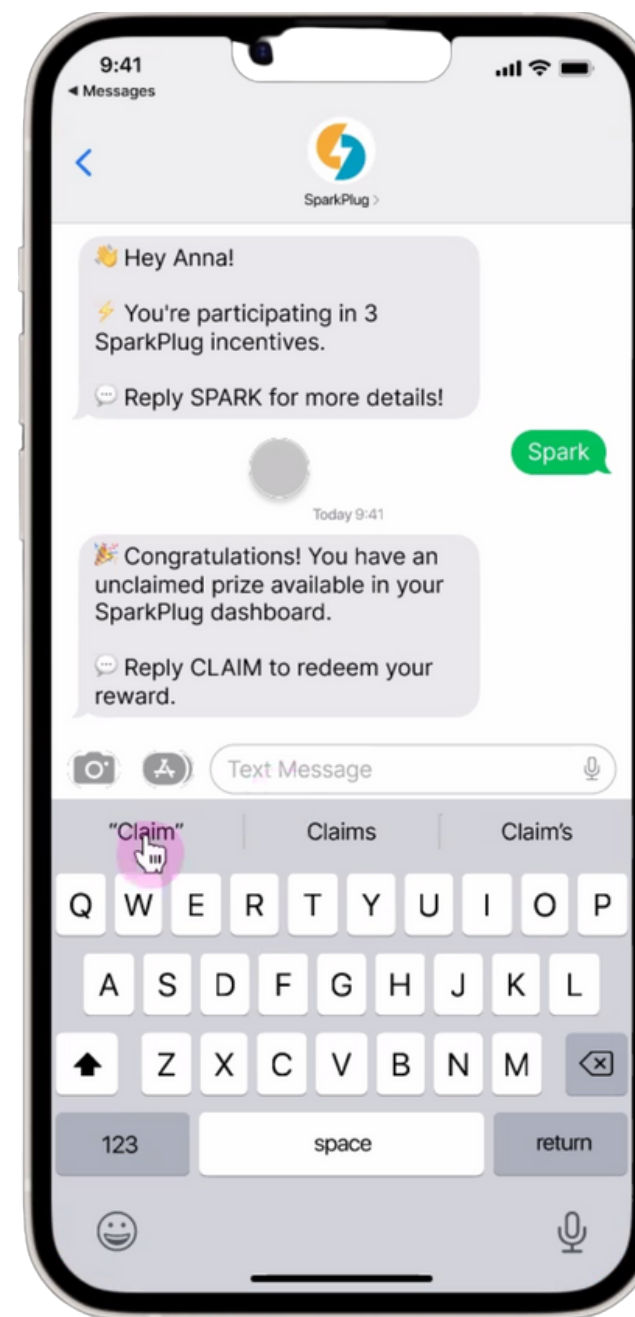 9:41
◀ Messages
SparkPlug >
👋 Hey Anna!
⚡ You're participating in 3
SparkPlug incentives.
💬 Reply SPARK for more details!
Spark
Today 9:41
🎉 Congratulations! You have an
unclaimed prize available in your
SparkPlug dashboard.
💬 Reply CLAIM to redeem your
reward.
Text Message
“Claim” Claims Claim’s
Q W E R T Y U I O P
A S D F G H J K L
Z X C V B N M
123 space return